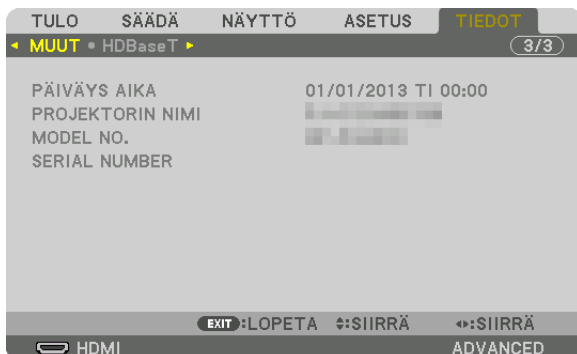 TULO SÄÄDÄ NÄYTTÖ ASETUS TIEDOT
MUUT • HDBaseT 3/3
PÄIVÄYS AIKA 01/01/2013 TI 00:00
PROJEKTORIN NIMI
MODEL NO.
SERIAL NUMBER
EXIT:LOPETA :SIIRRÄ :SIIRRÄ
HDMI ADVANCED